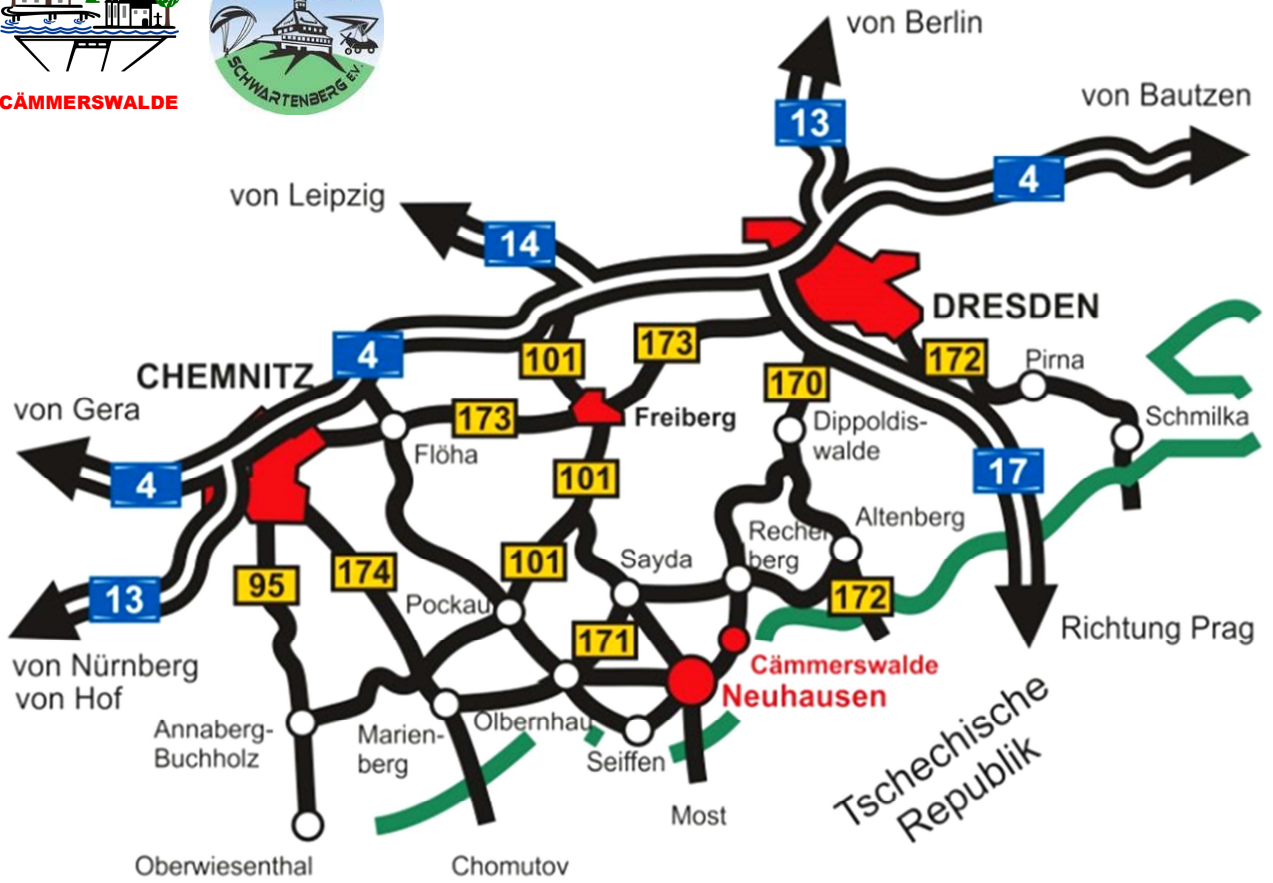 CÄMMERSWALDE
SCHWARTENBERG E.V.
von Berlin
von Bautzen
13
4
von Leipzig
14
DRESDEN
4
101
173
172
Pirna
CHEMNITZ
170
von Gera
173
Freiberg
Dippoldis-
walde
Schmilka
Flöha
4
101
17
Altenberg
Recher
berg
101
Sayda
95
174
13
Pockau
172
171
Richtung Prag
von Nürnberg
von Hof
Cämmerswalde
Neuhausen
Annaberg-
Buchholz
Marien-
berg
Olbernhau
Seiffen
Tschechische
Republik
Most
Oberwiesenthal
Chomutov